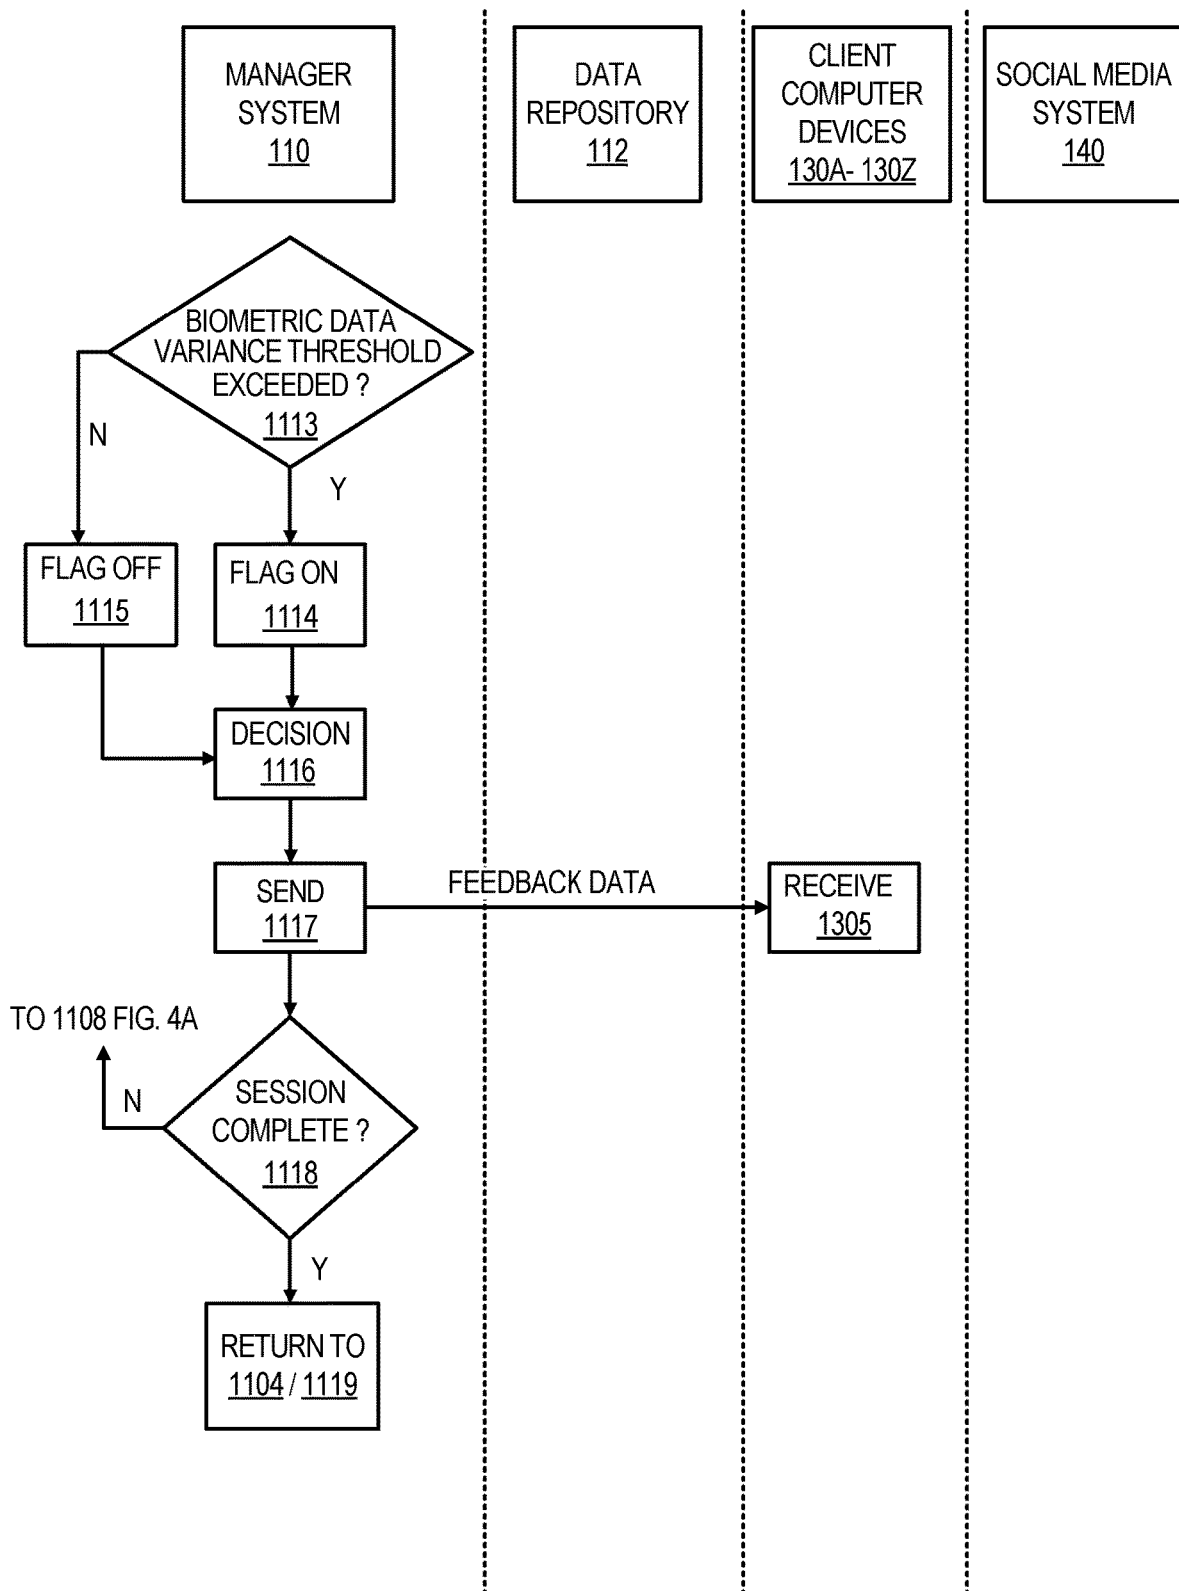 MANAGER
SYSTEM
110
DATA
REPOSITORY
112
CLIENT
COMPUTER
DEVICES
130A- 130Z
SOCIAL MEDIA
SYSTEM
140
BIOMETRIC DATA
VARIANCE THRESHOLD
EXCEEDED ?
1113
N
Y
FLAG OFF
1115
FLAG ON
1114
DECISION
1116
SEND
1117
FEEDBACK DATA
RECEIVE
1305
TO 1108 FIG. 4A
N
SESSION
COMPLETE ?
1118
Y
RETURN TO
1104 / 1119